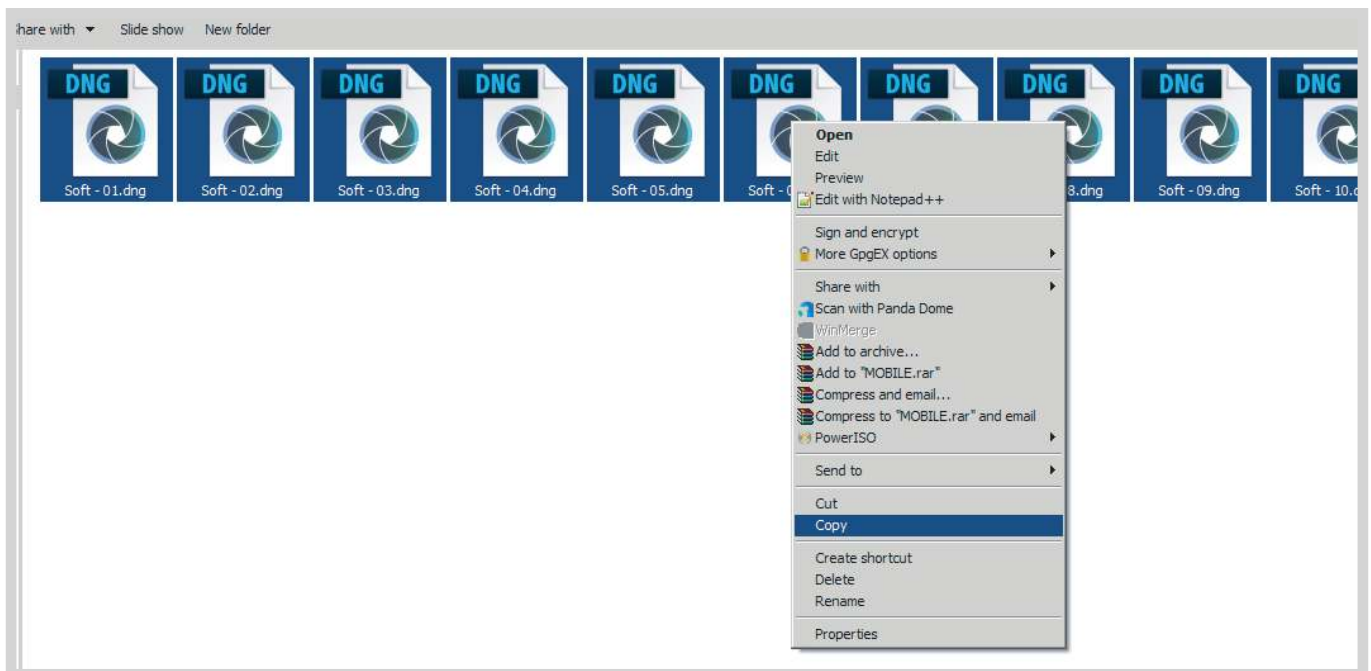 hare with Slide show New folder
DNG DNG DNG DNG DNG DNG DNG DNG DNG DNG
Soft - 01.dng Soft - 02.dng Soft - 03.dng Soft - 04.dng Soft - 05.dng Soft - 8.dng Soft - 09.dng Soft - 10.
Open
Edit
Preview
Edit with Notepad++
Sign and encrypt
More GpgEX options
Share with
Scan with Panda Dome
WinMerge
Add to archive...
Add to "MOBILE.rar"
Compress and email...
Compress to "MOBILE.rar" and email
PowerISO
Send to
Cut
Copy
Create shortcut
Delete
Rename
Properties